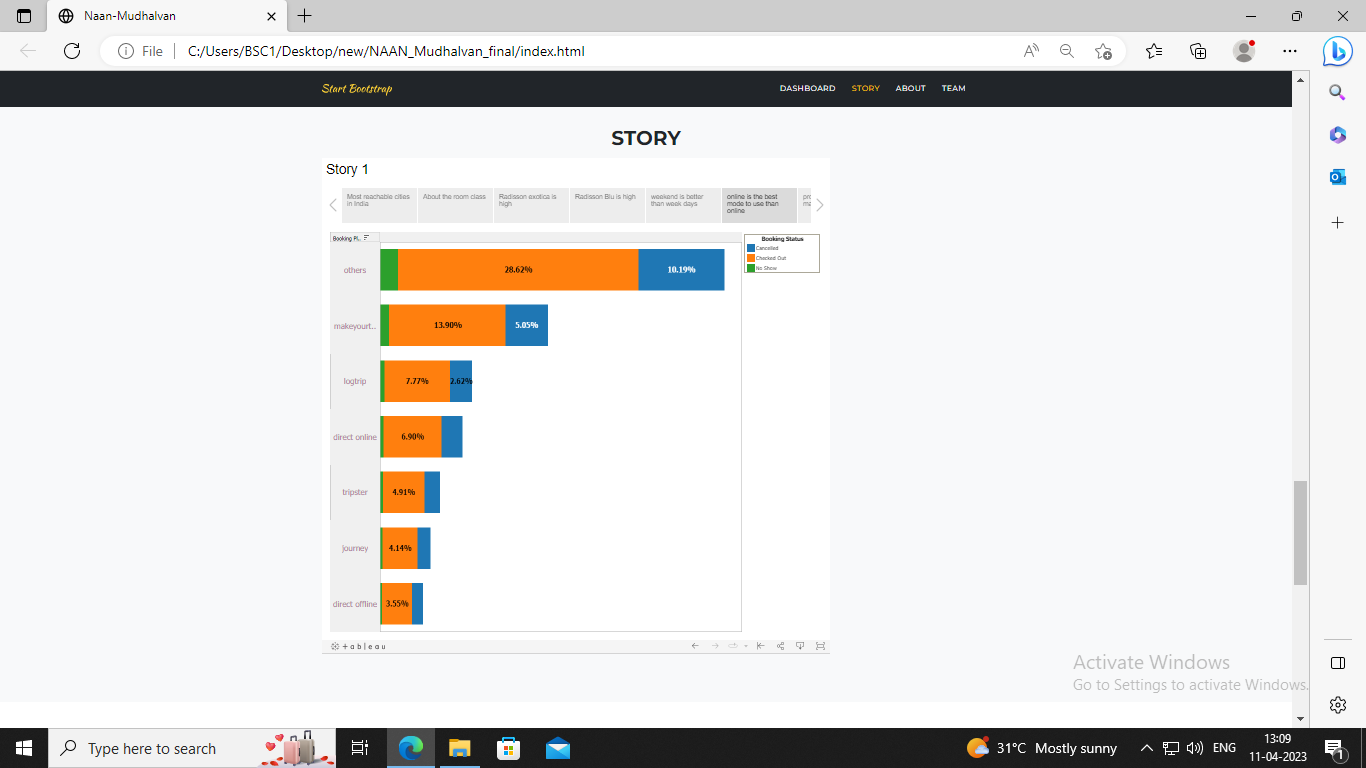 Naan-Mudhalvan
File
C:/Users/BSC1/Desktop/new/NAAN_Mudhalvan_final/index.html
Start Bootstrap
DASHBOARD
STORY
ABOUT
TEAM
STORY
Story 1
Most reachable cities
in India
About the room class
Radisson exotica is
high
Radisson Blu is high
weekend is better
than week days
online is the best
mode to use than
online
Booking Pl..
Booking Status
Cancelled
Checked Out
No Show
others
28.62%
10.19%
makeyourt..
13.90%
5.05%
logtrip
7.77%
2.62%
direct online
6.90%
tripster
4.91%
journey
4.14%
direct offline
3.55%
+ableau
Activate Windows
Go to Settings to activate Windows.
Type here to search
31°C Mostly sunny
ENG
13:09
11-04-2023
1